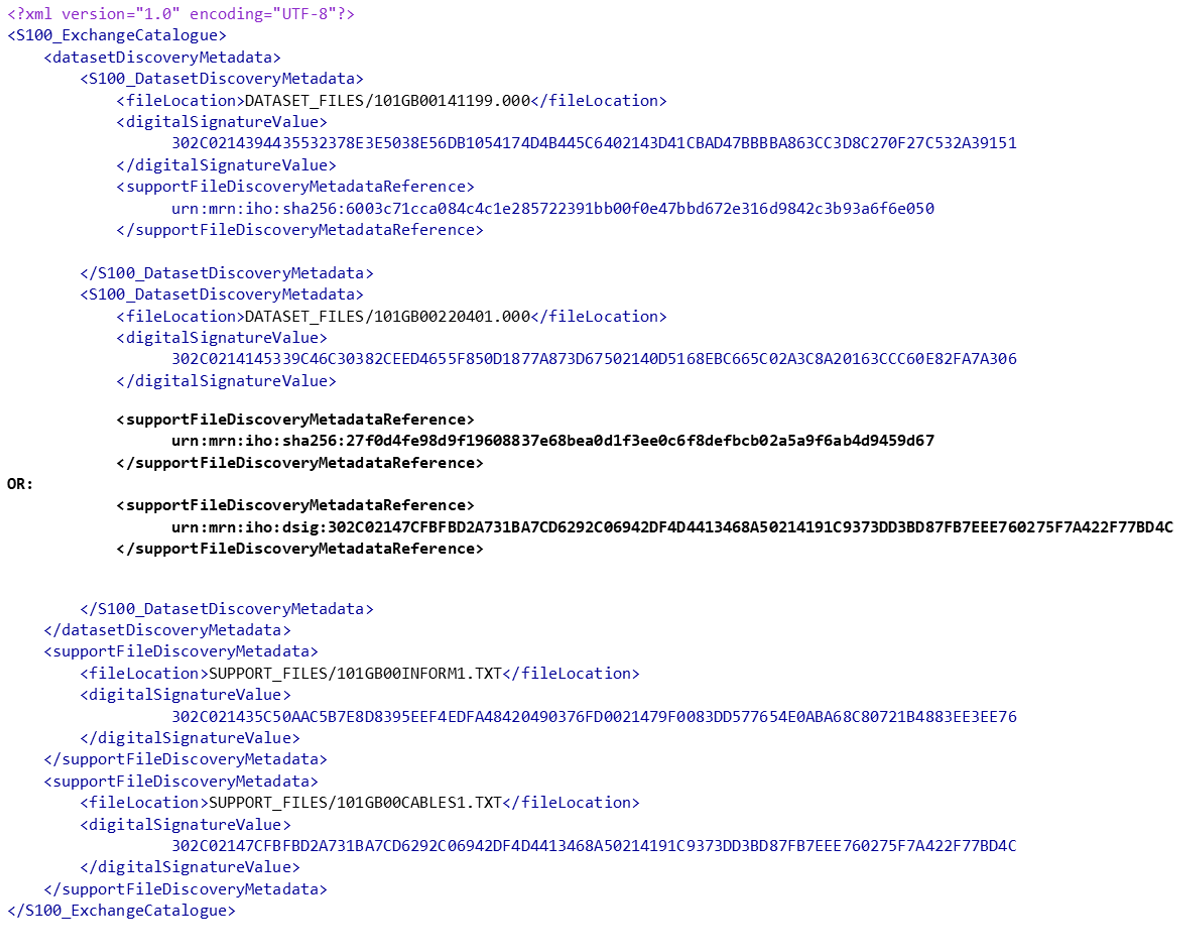 <?xml version="1.0" encoding="UTF-8"?>
<S100_ExchangeCatalogue>
<datasetDiscoveryMetadata>
<S100_DatasetDiscoveryMetadata>
<fileLocation>DATASET_FILES/101GB00141199.000</fileLocation>
<digitalSignatureValue>
302C0214394435532378E3E5038E56DB1054174D4B445C6402143D41CBAD47BBBBA863CC3D8C270F27C532A39151
</digitalSignatureValue>
<supportFileDiscoveryMetadataReference>
urn:mrn:iho:sha256:6003c71cca084c4c1e285722391bb00f0e47bbd672e316d9842c3b93a6f6e050
</supportFileDiscoveryMetadataReference>
</S100_DatasetDiscoveryMetadata>
<S100_DatasetDiscoveryMetadata>
<fileLocation>DATASET_FILES/101GB00220401.000</fileLocation>
<digitalSignatureValue>
302C0214145339C46C30382CEED4655F850D1877A873D67502140D5168EBC665C02A3C8A20163CCC60E82FA7A306
</digitalSignatureValue>
<supportFileDiscoveryMetadataReference>
urn:mrn:iho:sha256:27f0d4fe98d9f19608837e68bea0d1f3ee0c6f8defbcb02a5a9f6ab4d9459d67
</supportFileDiscoveryMetadataReference>
OR:
<supportFileDiscoveryMetadataReference>
urn:mrn:iho:dsig:302C02147CFBFBD2A731BA7CD6292C06942DF4D4413468A50214191C9373DD3BD87FB7EEE760275F7A422F77BD4C
</supportFileDiscoveryMetadataReference>
</S100_DatasetDiscoveryMetadata>
</datasetDiscoveryMetadata>
<supportFileDiscoveryMetadata>
<fileLocation>SUPPORT_FILES/101GB00INFORM1.TXT</fileLocation>
<digitalSignatureValue>
302C021435C50AAC5B7E8D8395EEF4EDFA48420490376FD0021479F0083DD577654E0ABA68C80721B4883EE3EE76
</digitalSignatureValue>
</supportFileDiscoveryMetadata>
<supportFileDiscoveryMetadata>
<fileLocation>SUPPORT_FILES/101GB00CABLES1.TXT</fileLocation>
<digitalSignatureValue>
302C02147CFBFBD2A731BA7CD6292C06942DF4D4413468A50214191C9373DD3BD87FB7EEE760275F7A422F77BD4C
</digitalSignatureValue>
</supportFileDiscoveryMetadata>
</S100_ExchangeCatalogue>